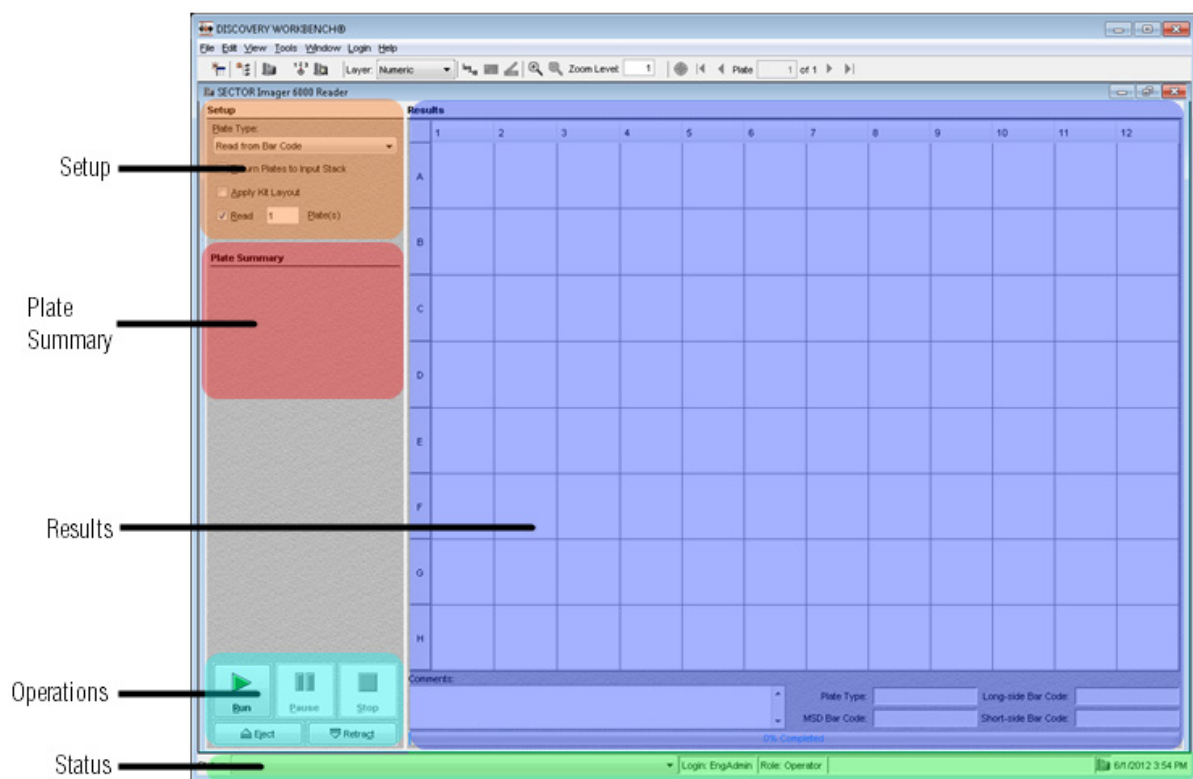 DISCOVERY WORKBENCH®
File Edit View Tools Window Login Help
Layer: Numeric Zoom Level: 1 Plate 1 of 1
SECTOR Imager 6000 Reader
Setup
Results
Plate Type:
Read from Bar Code
Plates to Input Stack
Apply Kit Layout
Read 1 Plate(s)
Plate Summary
1 2 3 4 5 6 7 8 9 10 11 12
A
B
C
D
E
F
G
H
Run Pause Stop
Eject Retract
Comments:
Plate Type: Long-side Bar Code:
MSD Bar Code: Short-side Bar Code:
0% Completed
Login: EngAdmin Role: Operator 6/1/2012 3:54 PM
Setup
Plate
Summary
Results
Operations
Status